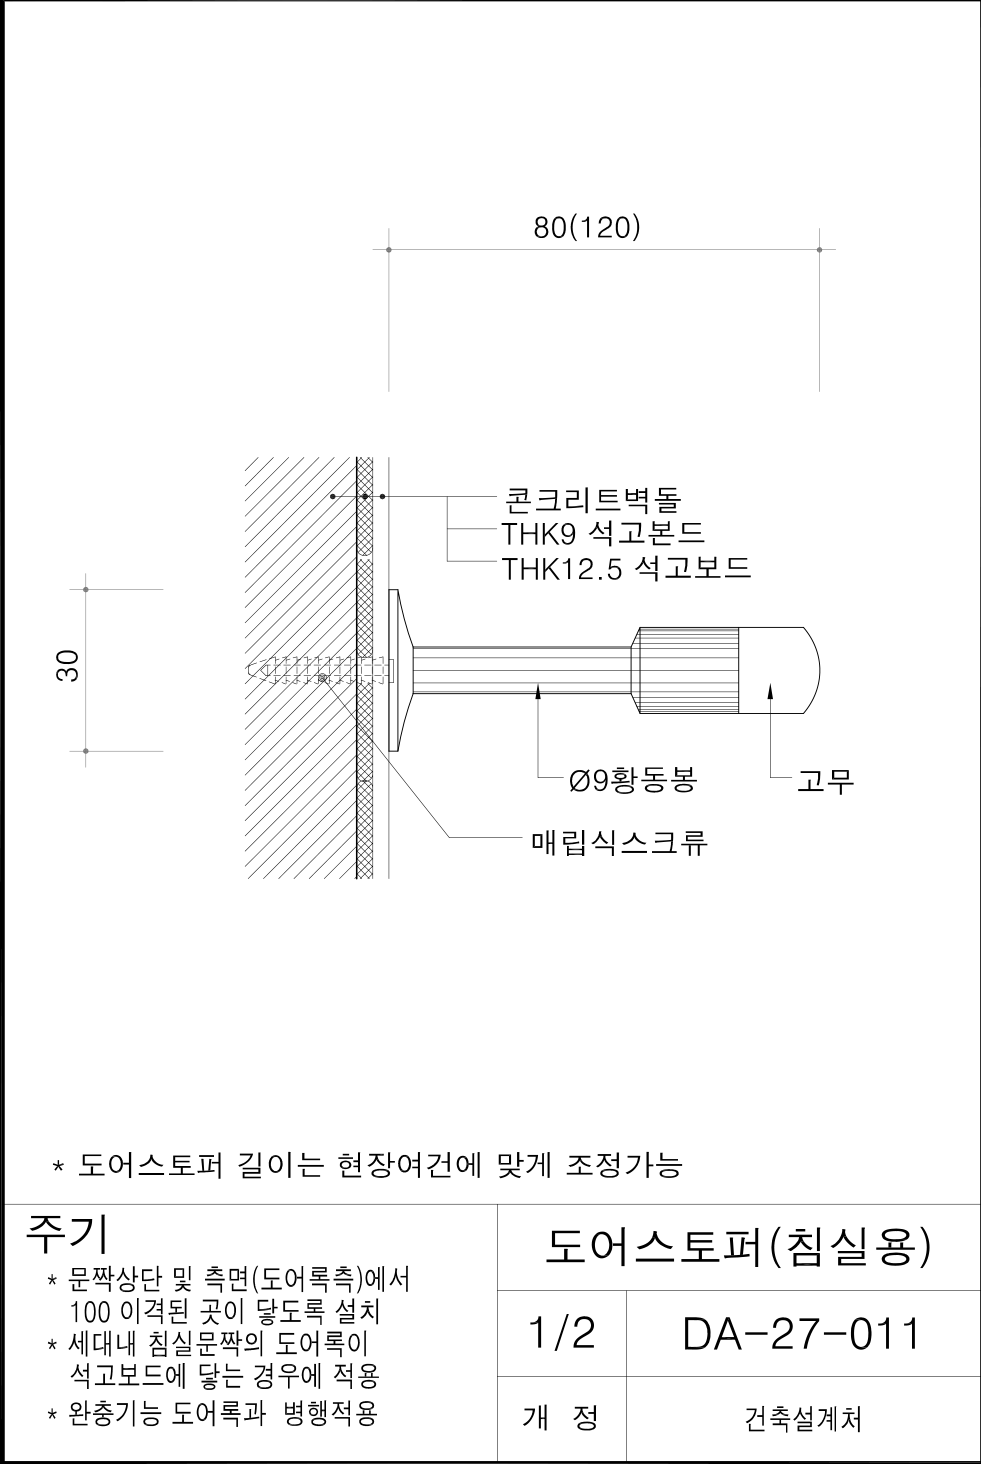 80(120)
콘크리트벽돌
THK9 석고본드
THK12.5 석고보드
30
Ø9황동봉
고무
매립식스크류
* 도어스토퍼 길이는 현장여건에 맞게 조정가능
주기
* 문짝상단 및 측면(도어록측)에서
100 이격된 곳이 닿도록 설치
* 세대내 침실문짝의 도어록이
석고보드에 닿는 경우에 적용
* 완충기능 도어록과 병행적용
도어스토퍼(침실용)
1/2
DA-27-011
개 정
건축설계처